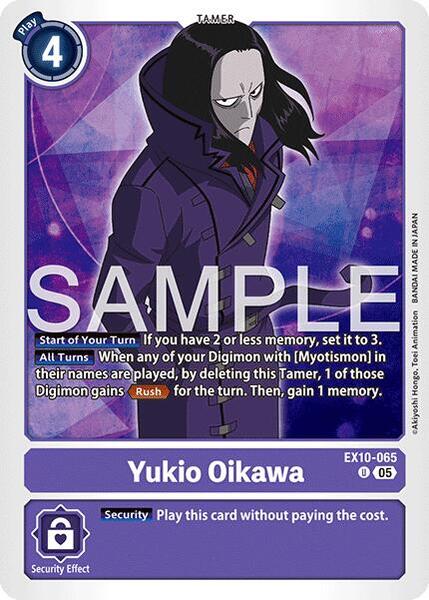 TAMER
Play
4
SAMPLE
Start of Your Turn If you have 2 or less memory, set it to 3.
All Turns When any of your Digimon with [Myotismon] in
their names are played, by deleting this Tamer, 1 of those
Digimon gains Rush for the turn. Then, gain 1 memory.
©Akiyoshi Hongo, Toei Animation BANDAI MADE IN JAPAN
EX10-065
Yukio Oikawa
U 05
Security Play this card without paying the cost.
Security Effect